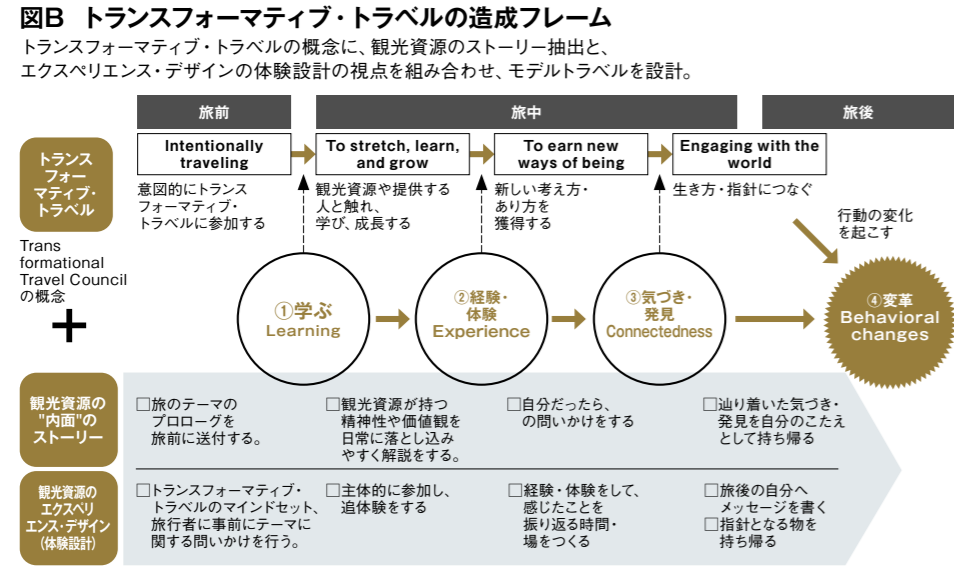 図B トランスフォーマティブ・トラベルの造成フレーム
トランスフォーマティブ・トラベルの概念に、観光資源のストーリー抽出と、
エクスペリエンス・デザインの体験設計の視点を組み合わせ、モデルトラベルを設計。
旅前
旅中
旅後
トランス
フォー
マティブ・
トラベル
Intentionally
traveling
To stretch, learn,
and grow
To earn new
ways of being
Engaging with the
world
意図的にトランス
フォーマティブ・
トラベルに参加する
観光資源や提供する
人と触れ、
学び、成長する
新しい考え方・
あり方を
獲得する
生き方・指針につなぐ
行動の変化
を起こす
Trans
formational
Travel Council
の概念
+
①学ぶ
Learning
②経験・
体験
Experience
③気づき・
発見
Connectedness
④変革
Behavioral
changes
観光資源の
"内面"の
ストーリー
□旅のテーマの
プロローグを
旅前に送付する。
□観光資源が持つ
精神性や価値観を
日常に落とし込み
やすく解説をする。
□自分だったら、
の問いかけをする
□辿り着いた気づき・
発見を自分のこたえ
として持ち帰る
観光資源の
エクスペリ
エンス・デザイン
(体験設計)
□トランスフォーマティブ・
トラベルのマインドセット、
旅行者に事前にテーマに
関する問いかけを行う。
□主体的に参加し、
追体験をする
□経験・体験をして、
感じたことを
振り返る時間・
場をつくる
□旅後の自分へ
メッセージを書く
□指針となる物を
持ち帰る